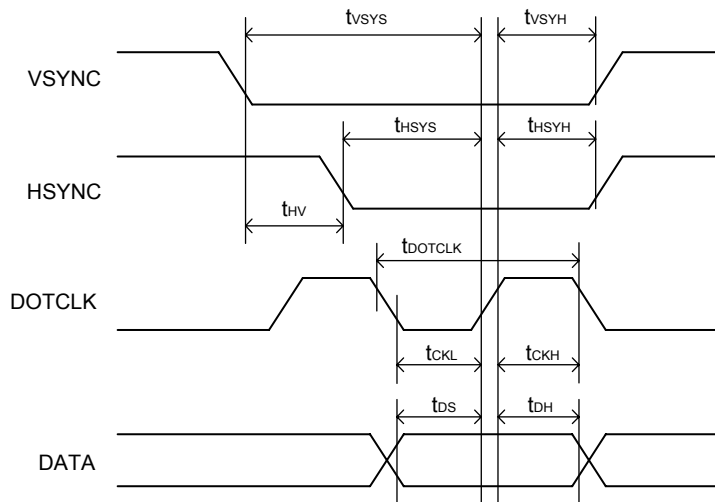 tVSYS tVSYH
VSYNC
tHSYS tHSYH
HSYNC
tHV
tDOTCLK
DOTCLK
tCKL tCKH
tDS tDH
DATA